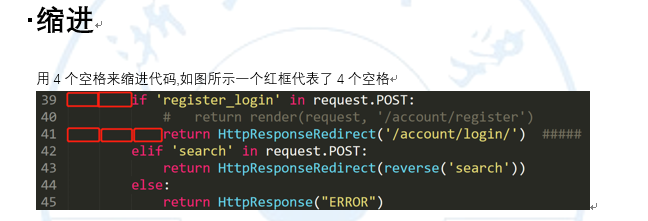 缩进
用 4 个空格来缩进代码,如图所示一个红框代表了 4 个空格
39 if 'register_login' in request.POST:
40 # return render(request, '/account/register')
41 return HttpResponseRedirect('/account/login/') #####
42 elif 'search' in request.POST:
43 return HttpResponseRedirect(reverse('search'))
44 else:
45 return HttpResponse("ERROR")